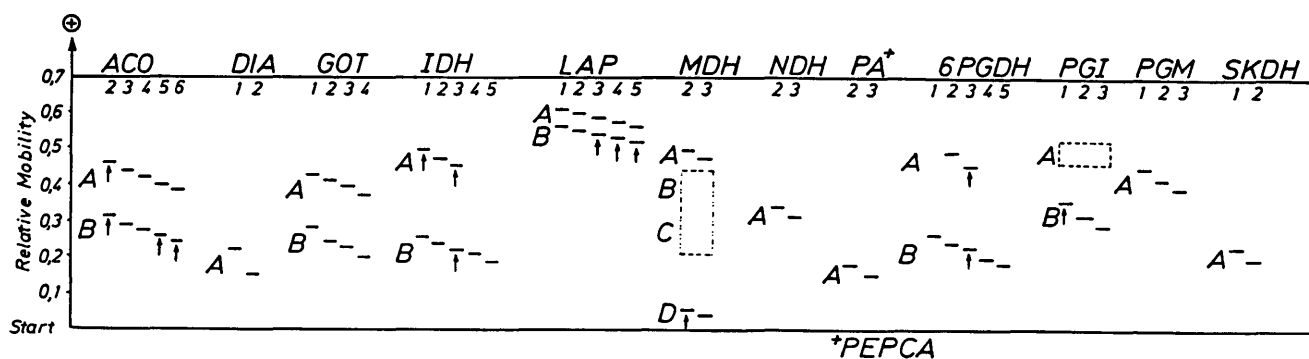 ⊕
ACO DIA GOT IDH LAP MDH NDH PA+ 6PGDH PGI PGM SKDH
0,7 2 3 4 5 6 1 2 1 2 3 4 1 2 3 4 5 1 2 3 4 5 2 3 2 3 2 3 1 2 3 4 5 1 2 3 1 2 3 1 2
0,6 A
B
0,5 A A A A
0,4 A A B A
0,3 B A B
C
0,2 B A B B A
0,1 A
D
Start
Relative Mobility
+PEPCA